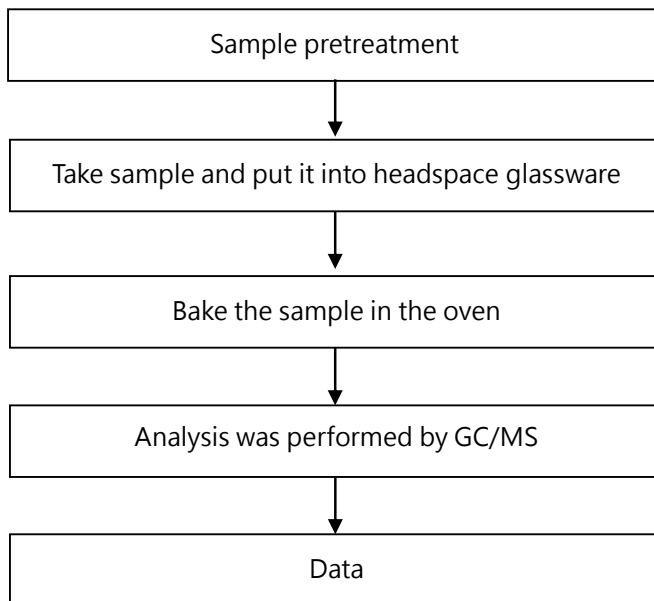 Sample pretreatment
Take sample and put it into headspace glassware
Bake the sample in the oven
Analysis was performed by GC/MS
Data